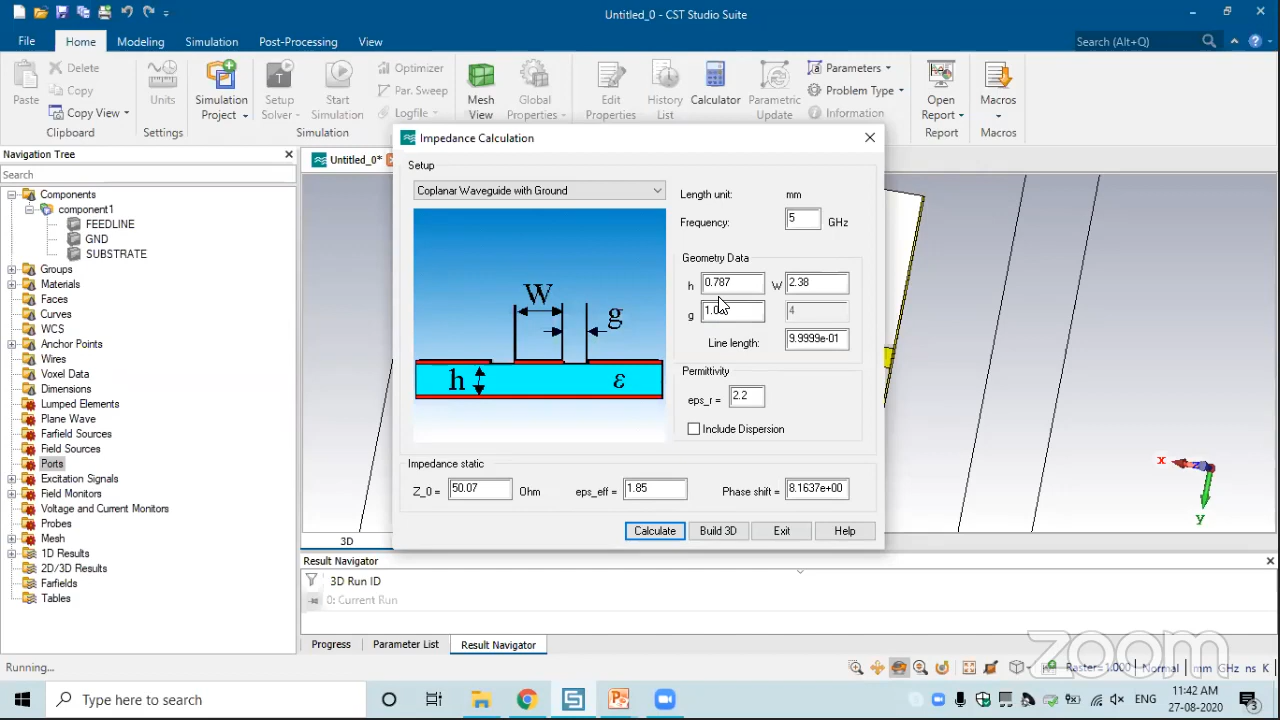 Untitled_0 - CST Studio Suite
File Home Modeling Simulation Post-Processing View Search (Alt+Q)
Delete Optimizer Parameters
Copy Par. Sweep Problem Type
Paste Copy View Units Simulation Project Setup Solver Start Simulation Logfile Mesh View Global Properties Edit Properties History List Calculator Parametric Update Information Open Report Macros
Clipboard Settings Simulation Report Macros
Navigation Tree
Search
Components
component1
FEEDLINE
GND
SUBSTRATE
Groups
Materials
Faces
Curves
WCS
Anchor Points
Wires
Voxel Data
Dimensions
Lumped Elements
Plane Wave
Farfield Sources
Field Sources
Ports
Excitation Signals
Field Monitors
Voltage and Current Monitors
Probes
Mesh
1D Results
2D/3D Results
Farfields
Tables
Untitled_0*
Impedance Calculation
Setup
Coplanar Waveguide with Ground
W
g
h
ε
Length unit: mm
Frequency: 5 GHz
Geometry Data
h 0.787 W 2.38
g 4
Line length: 9.9999e-01
Permittivity
eps_r = 2.2
Include Dispersion
Impedance static
Z_0 = 50.07 Ohm eps_eff = 1.85 Phase shift = 8.1637e+00
Calculate Build 3D Exit Help
x
y
3D
Result Navigator
3D Run ID
0: Current Run
Progress Parameter List Result Navigator
zoom
Running... Raster=1.000 Normal mm GHz ns K
Type here to search
ENG 11:42 AM
27-08-2020
3